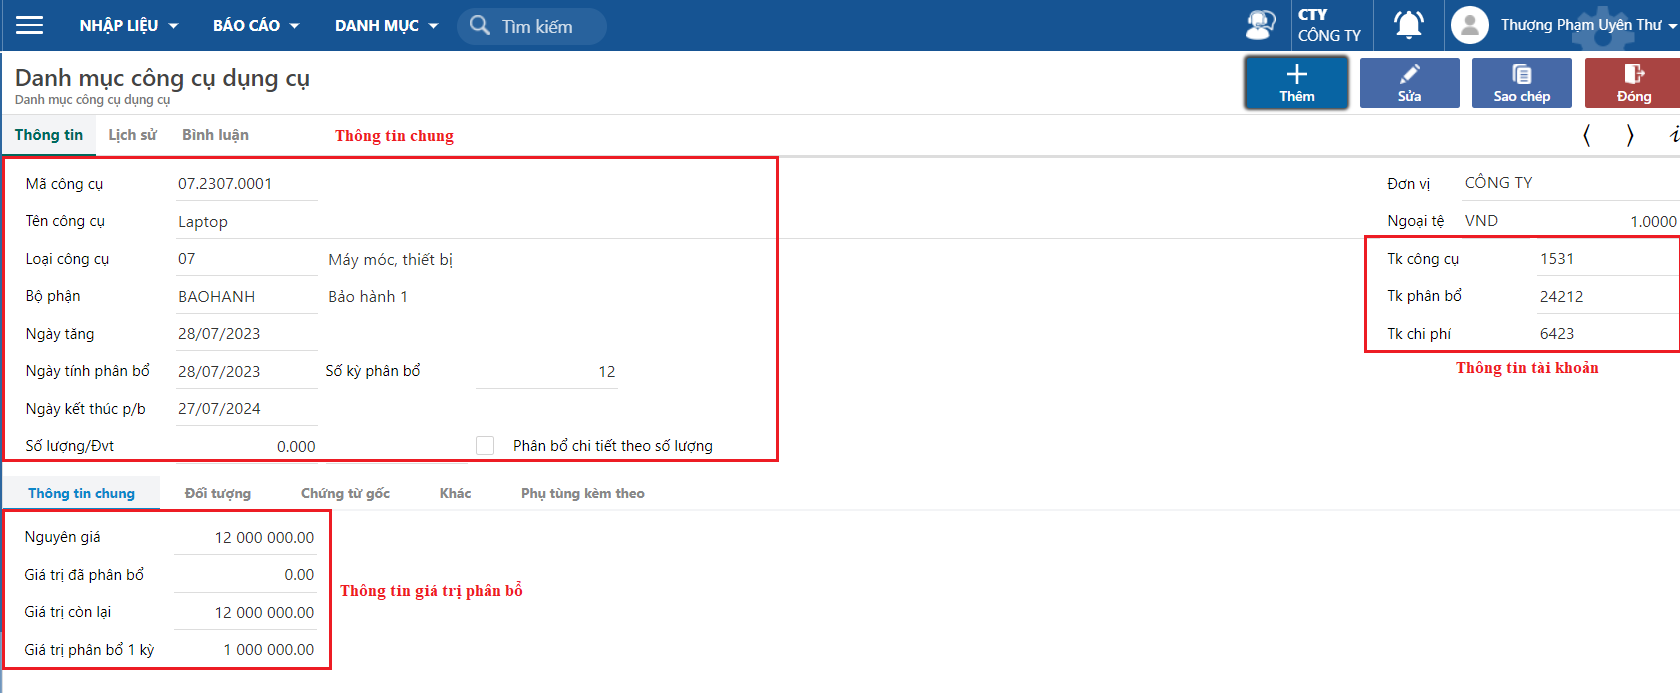 NHẬP LIỆU BÁO CÁO DANH MỤC Tìm kiếm CTY
CÔNG TY Thượng Phạm Uyên Thư
Danh mục công cụ dụng cụ
Danh mục công cụ dụng cụ
Thêm Sửa Sao chép Đóng
Thông tin Lịch sử Bình luận Thông tin chung
Mã công cụ 07.2307.0001 Đơn vị CÔNG TY
Tên công cụ Laptop Ngoại tệ VND 1.0000
Loại công cụ 07 Máy móc, thiết bị Tk công cụ 1531
Bộ phận BAOHANH Bảo hành 1 Tk phân bổ 24212
Ngày tăng 28/07/2023 Tk chi phí 6423
Ngày tính phân bổ 28/07/2023 Số kỳ phân bổ 12 Thông tin tài khoản
Ngày kết thúc p/b 27/07/2024
Số lượng/Đvt 0.000 Phân bổ chi tiết theo số lượng
Thông tin chung Đối tượng Chứng từ gốc Khác Phụ tùng kèm theo
Nguyên giá 12 000 000.00
Giá trị đã phân bổ 0.00
Thông tin giá trị phân bỗ
Giá trị còn lại 12 000 000.00
Giá trị phân bổ 1 kỳ 1 000 000.00